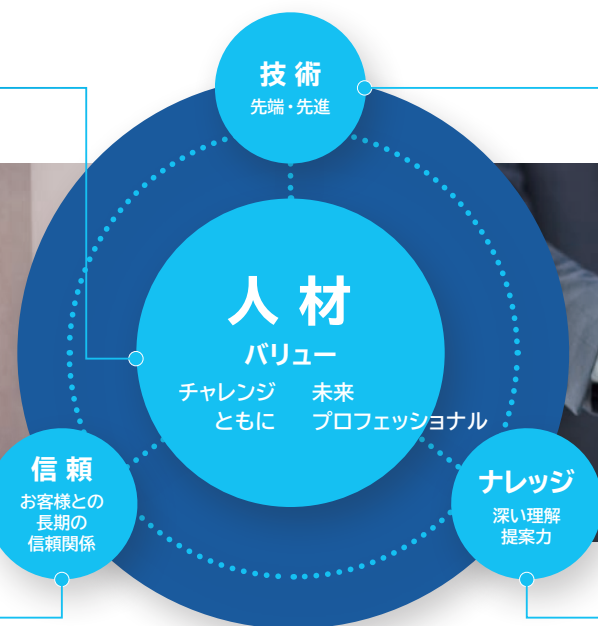 技術
先端・先進
人材
バリュー
チャレンジ 未来
ともに プロフェッショナル
信頼
お客様との
長期の
信頼関係
ナレッジ
深い理解
提案力